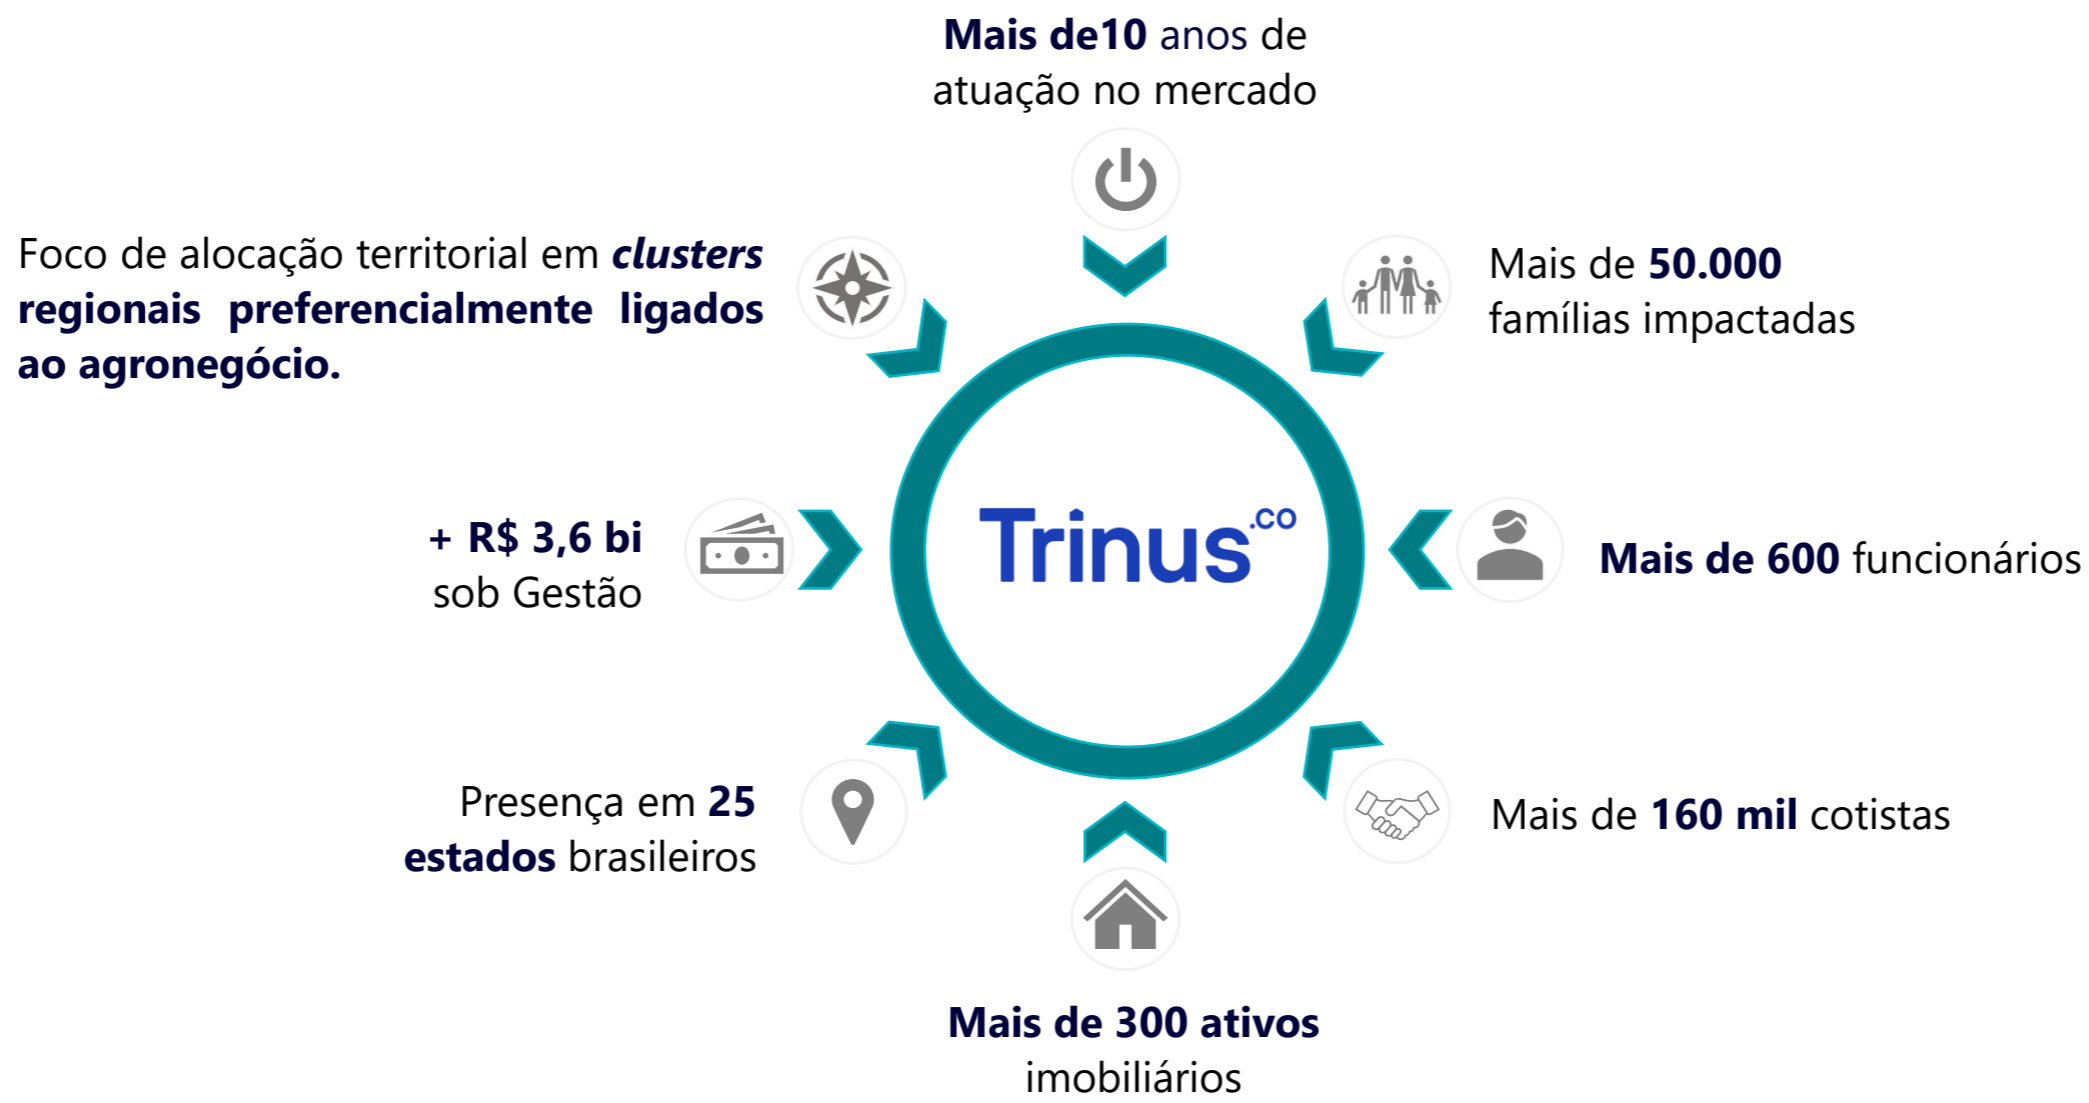 Mais de10 anos de
atuação no mercado
Foco de alocação territorial em clusters
regionais preferencialmente ligados
ao agronegócio.
Mais de 50.000
famílias impactadas
+ R$ 3,6 bi
sob Gestão
Trinus.co
Mais de 600 funcionários
Presença em 25
estados brasileiros
Mais de 160 mil cotistas
Mais de 300 ativos
imobiliários